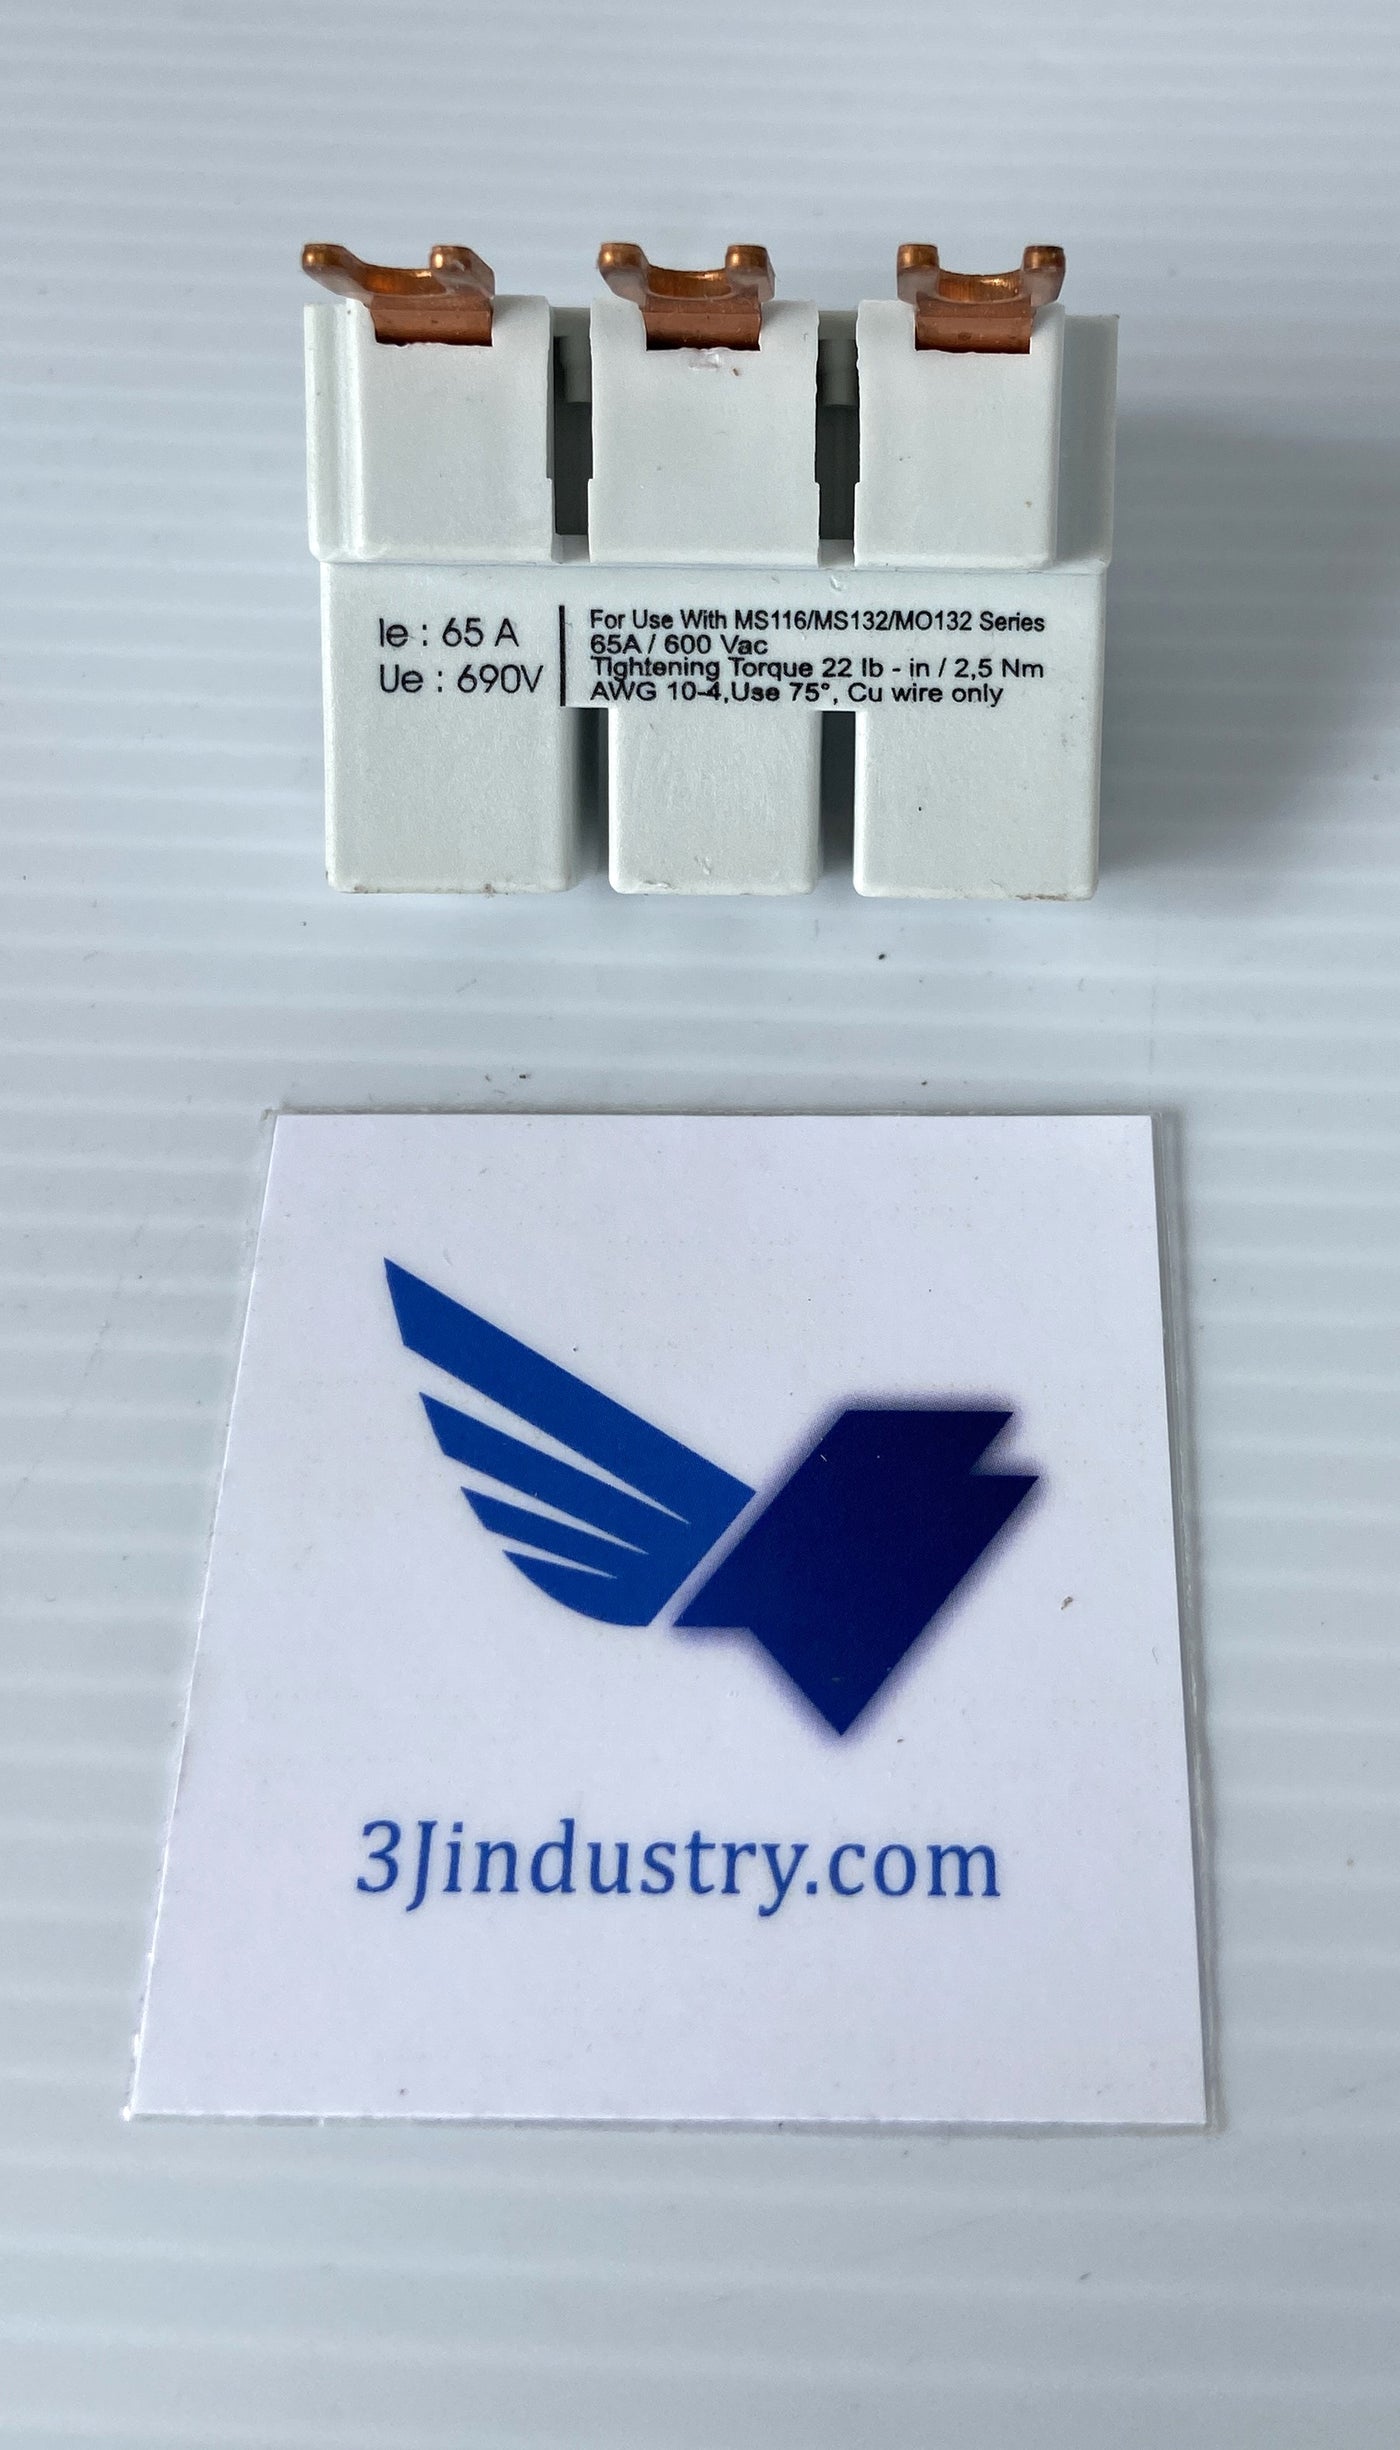 Ie : 65 A
Ue : 690V
For Use With MS116/MS132/MO132 Series
65A / 600 Vac
Tightening Torque 22 lb - in / 2,5 Nm
AWG 10-4,Use 75°, Cu wire only
3Jindustry.com